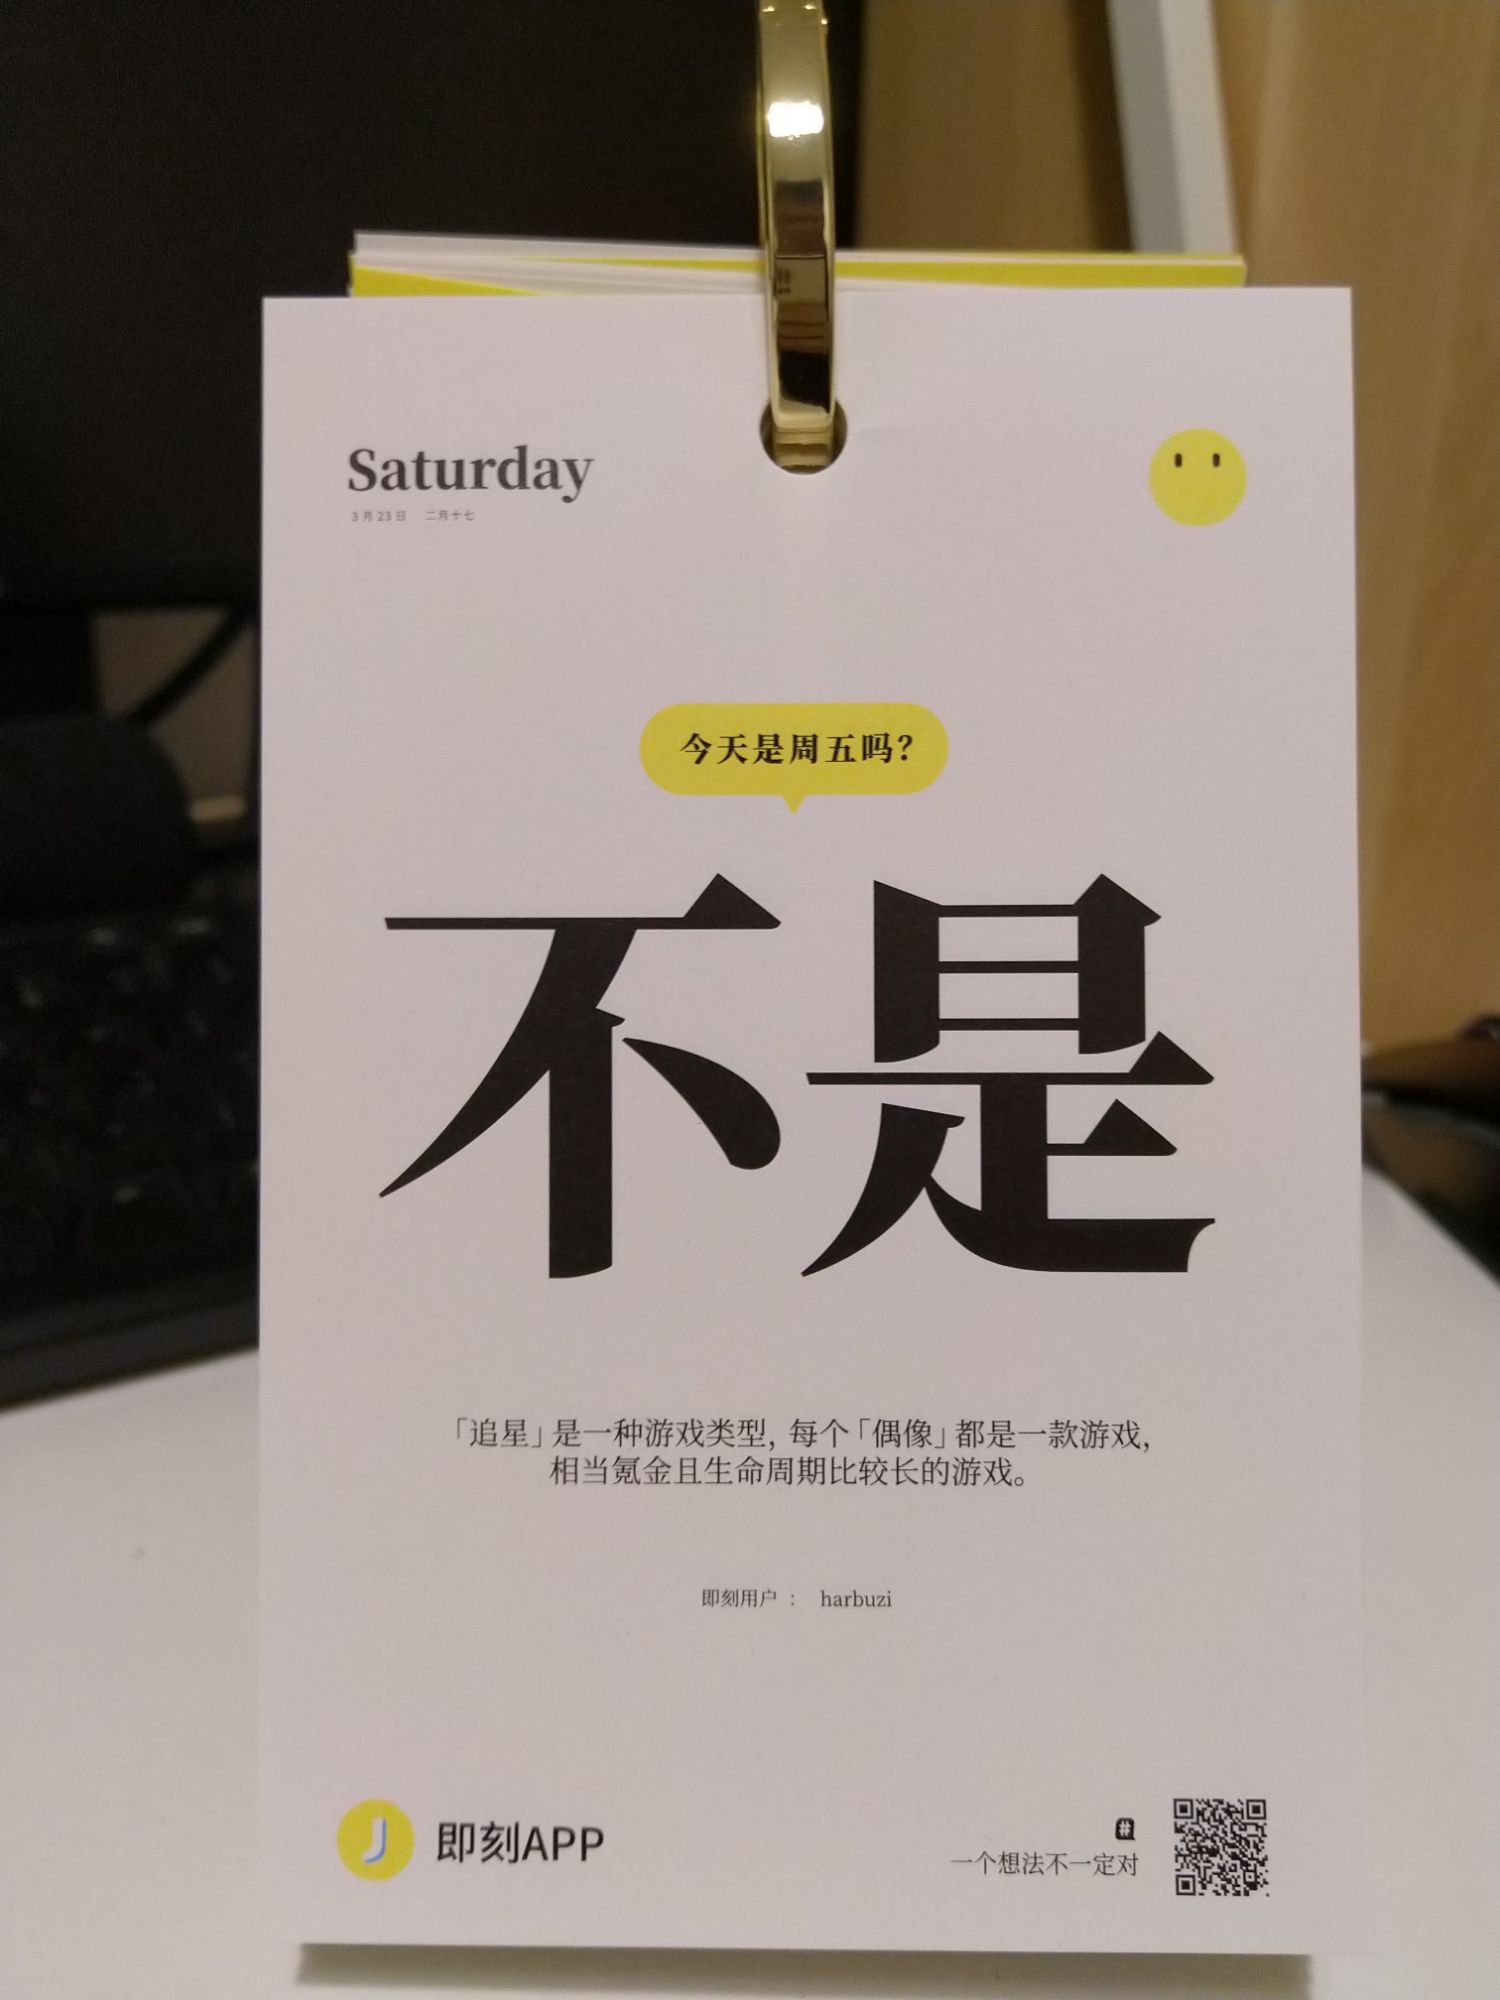 Saturday
3月23日 二月十七
今天是周五吗？
不是
「追星」是一种游戏类型，每个「偶像」都是一款游戏，
相当氪金且生命周期比较长的游戏。
即刻用户： harbuzi
J 即刻APP
#
一个想法不一定对